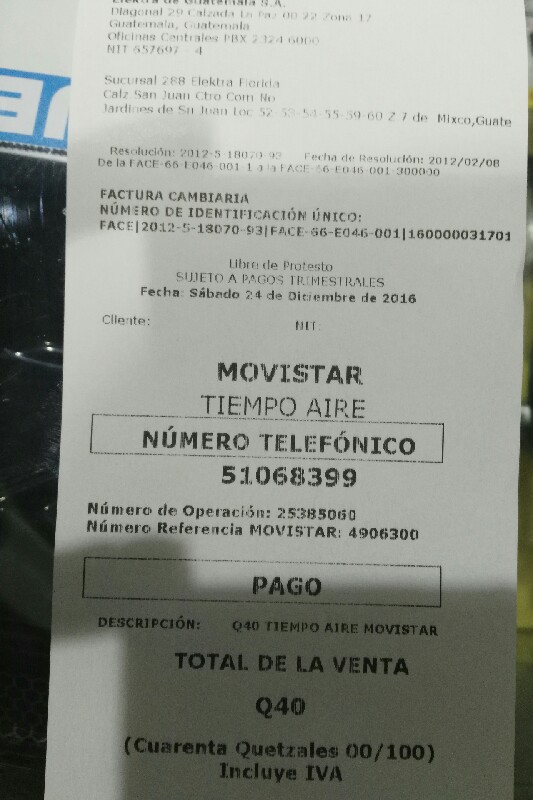 Elektra de Guatemala S.A.
Diagonal 29 Calzada La Paz 00-22 Zona 17
Guatemala, Guatemala
Oficinas Centrales PBX 2324 6000
NIT 657697 - 4
Sucursal 288 Elektra Florida
Calz San Juan Ctro Com No
Jardines de Sn Juan Loc 52-53-54-55-59-60 Z 7 de Mixco,Guate
Resolución: 2012-5-18070-93 Fecha de Resolución: 2012/02/08
De la FACE-66-E046-001-1 a la FACE-66-E046-001-300000
FACTURA CAMBIARIA
NÚMERO DE IDENTIFICACIÓN ÚNICO:
FACE|2012-5-18070-93|FACE-66-E046-001|160000031701
Libre de Protesto
SUJETO A PAGOS TRIMESTRALES
Fecha: Sábado 24 de Diciembre de 2016
Cliente: NIT:
MOVISTAR
TIEMPO AIRE
NÚMERO TELEFÓNICO
51068399
Número de Operación: 25385060
Número Referencia MOVISTAR: 4906300
PAGO
DESCRIPCIÓN: Q40 TIEMPO AIRE MOVISTAR
TOTAL DE LA VENTA
Q40
(Cuarenta Quetzales 00/100)
Incluye IVA